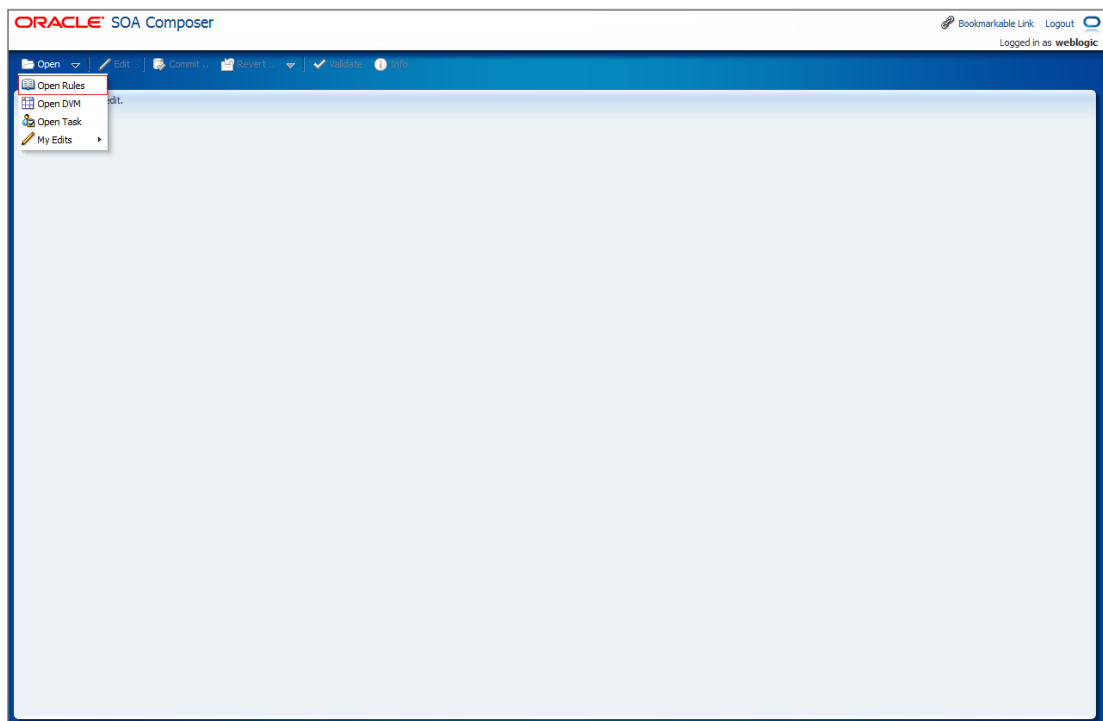 ORACLE SOA Composer
Bookmarkable Link Logout
Logged in as weblogic
Open Edit Commit .. Revert .. Validate Info
Open Rules
edit.
Open DVM
Open Task
My Edits